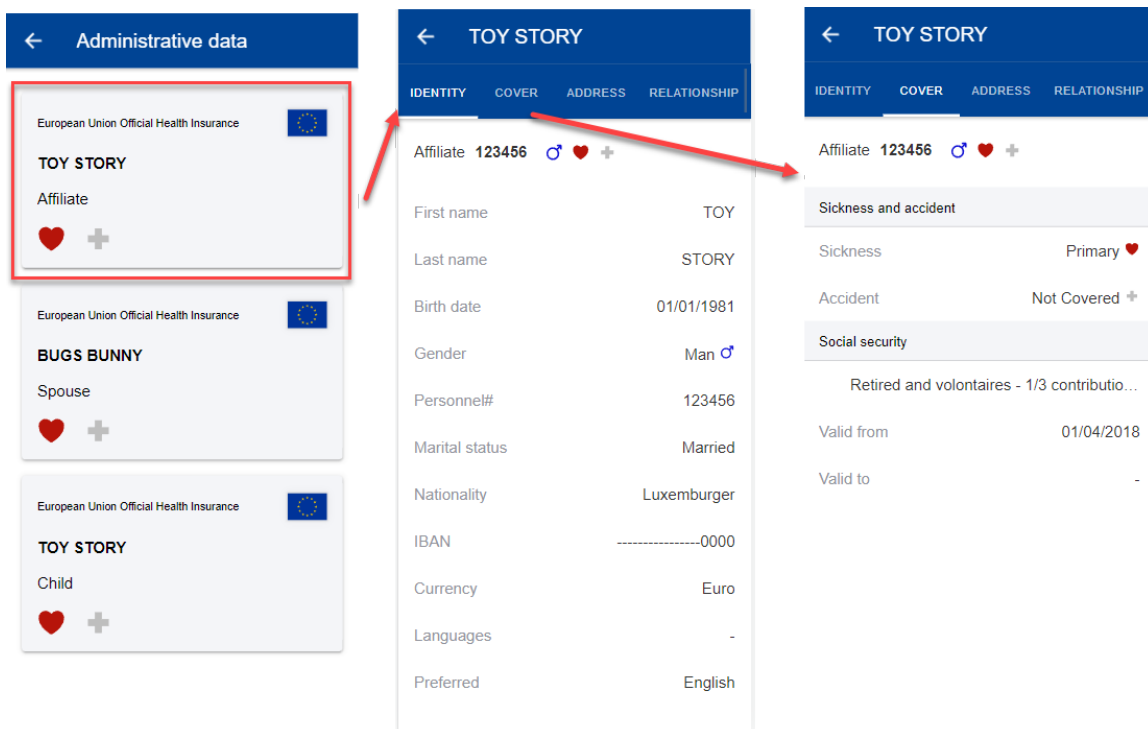 Administrative data
European Union Official Health Insurance
TOY STORY
Affiliate
European Union Official Health Insurance
BUGS BUNNY
Spouse
European Union Official Health Insurance
TOY STORY
Child
TOY STORY
IDENTITY COVER ADDRESS RELATIONSHIP
Affiliate 123456
First name TOY
Last name STORY
Birth date 01/01/1981
Gender Man
Personnel# 123456
Marital status Married
Nationality Luxemburger
IBAN ----------------0000
Currency Euro
Languages -
Preferred English
TOY STORY
IDENTITY COVER ADDRESS RELATIONSHIP
Affiliate 123456
Sickness and accident
Sickness Primary
Accident Not Covered
Social security
Retired and volontaires - 1/3 contributio...
Valid from 01/04/2018
Valid to -